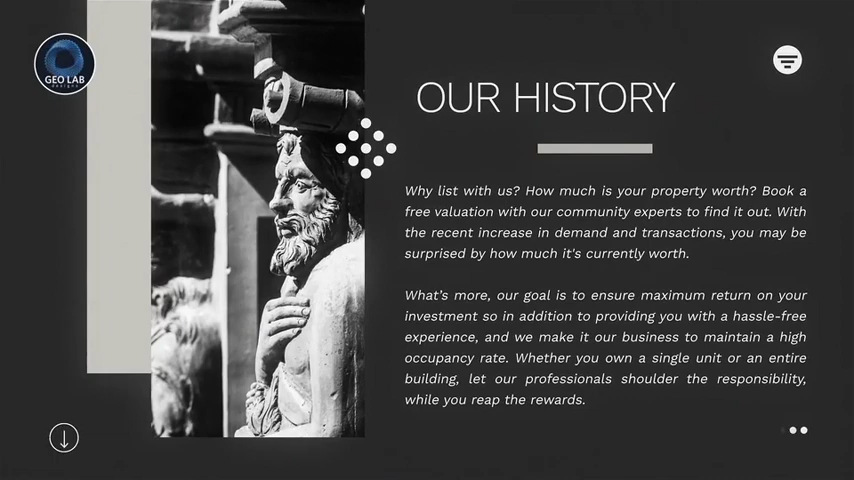 GEO LAB
designs
OUR HISTORY
Why list with us? How much is your property worth? Book a
free valuation with our community experts to find it out. With
the recent increase in demand and transactions, you may be
surprised by how much it's currently worth.
What's more, our goal is to ensure maximum return on your
investment so in addition to providing you with a hassle-free
experience, and we make it our business to maintain a high
occupancy rate. Whether you own a single unit or an entire
building, let our professionals shoulder the responsibility,
while you reap the rewards.